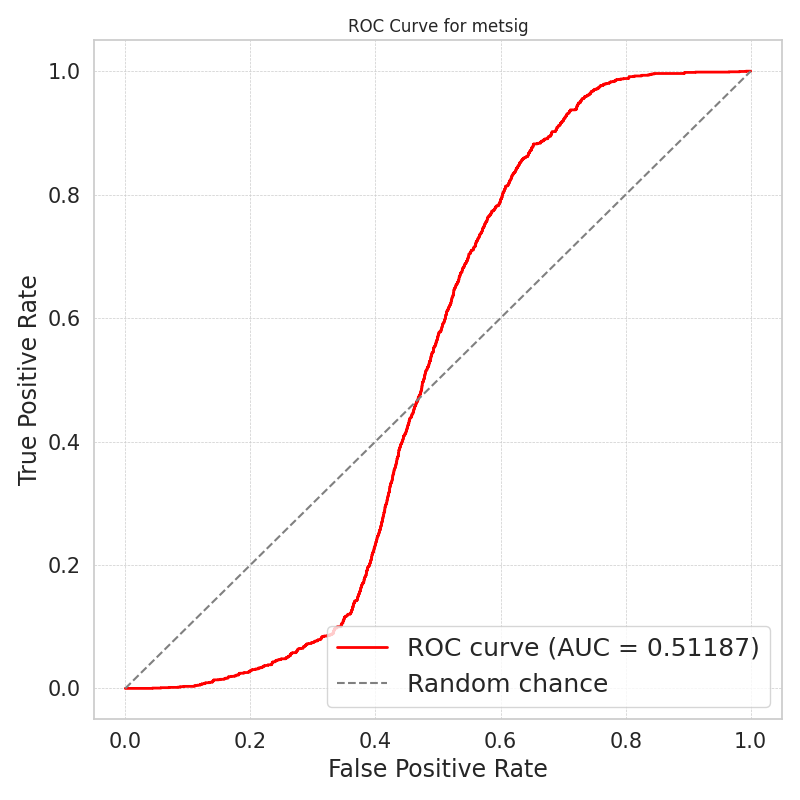 ROC Curve for metsig
1.0
0.8
0.6
0.4
0.2
0.0
True Positive Rate
ROC curve (AUC = 0.51187)
Random chance
0.0 0.2 0.4 0.6 0.8 1.0
False Positive Rate